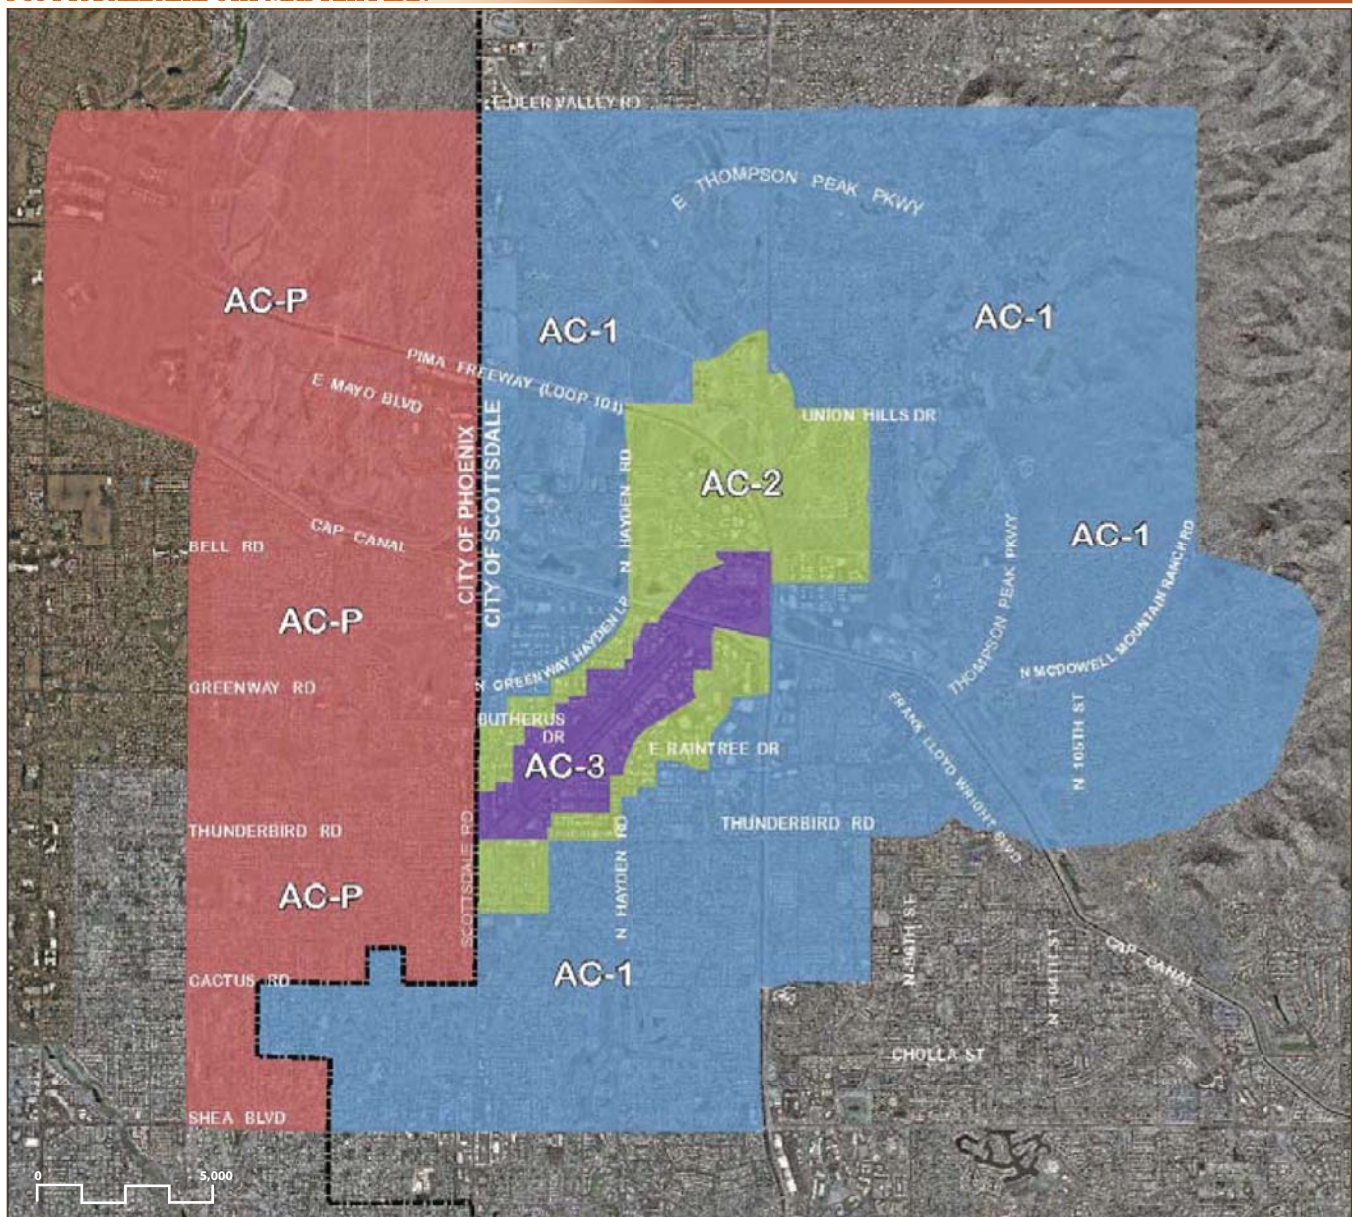 E DEER VALLEY RD
E THOMPSON PEAK PKWY
AC-P
AC-1
AC-1
PIMA FREEWAY (LOOP 101)
E MAYO BLVD
UNION HILLS DR
CITY OF PHOENIX
CITY OF SCOTTSDALE
N HAYDEN RD
AC-2
CAP CANAL
BELL RD
AC-1
THOMPSON PEAK PKWY
N MCDOWELL MOUNTAIN RANCH RD
AC-P
N GREENWAY HAYDEN LP
GREENWAY RD
BUTHERUS
DR
E RAINTREE DR
FRANK LLOYD WRIGHT BLVD
N 105TH ST
AC-3
THUNDERBIRD RD
SCOTTSDALE RD
N HAYDEN RD
THUNDERBIRD RD
AC-P
N 104TH ST
CAP CANAL
CACTUS RD
AC-1
CHOLLA ST
SHEA BLVD
0 5,000